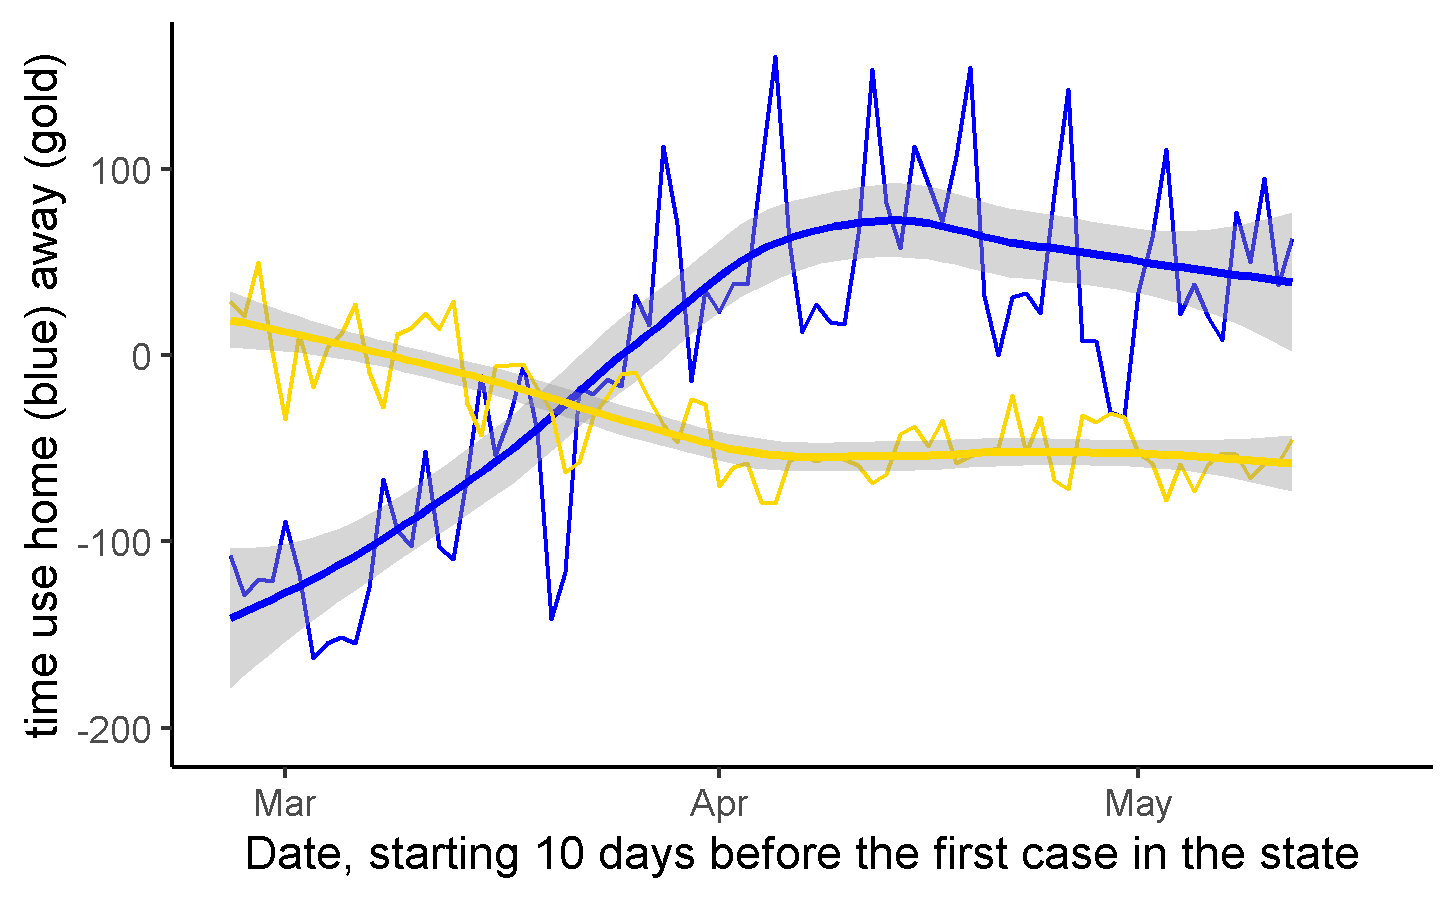 time use home (blue) away (gold)
100
0
-100
-200
Mar Apr May
Date, starting 10 days before the first case in the state